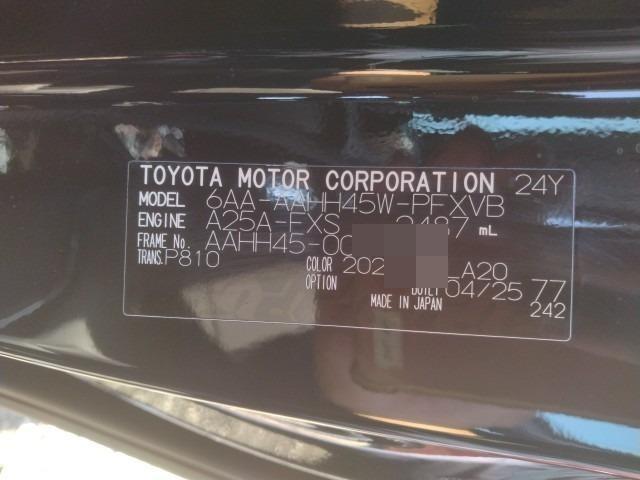 TOYOTA MOTOR CORPORATION 24Y
MODEL 6AA-AAHH45W-PFXVB
ENGINE A25A-FXS 2487 mL
FRAME No. AAHH45-00
TRANS. P810 COLOR 202 A20
OPTION BUILT 04/25 77
MADE IN JAPAN 242